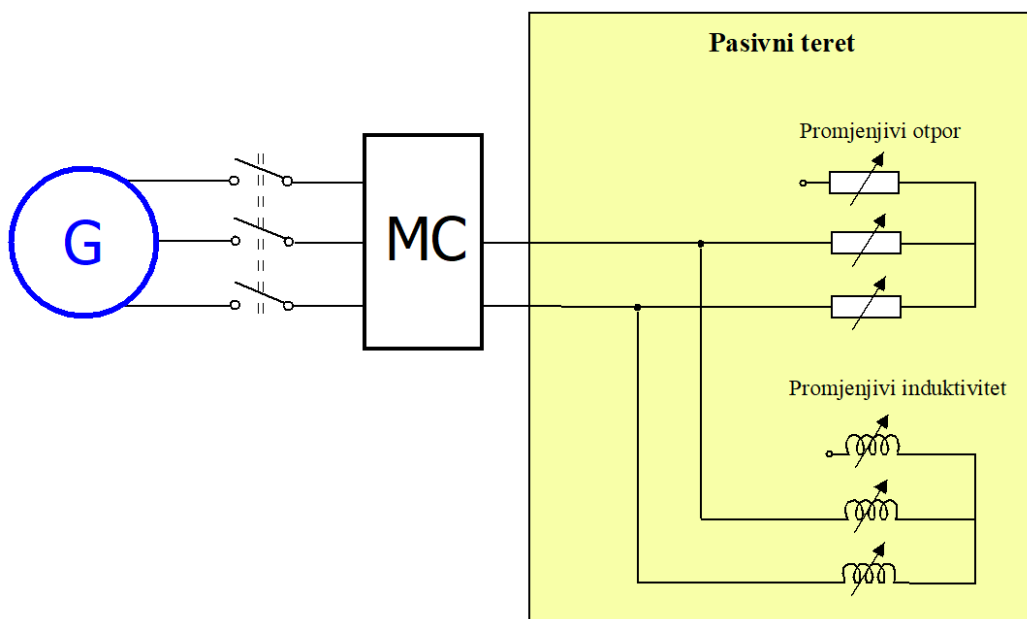 Pasivni teret
Promjenjivi otpor
G
MC
Promjenjivi induktivitet